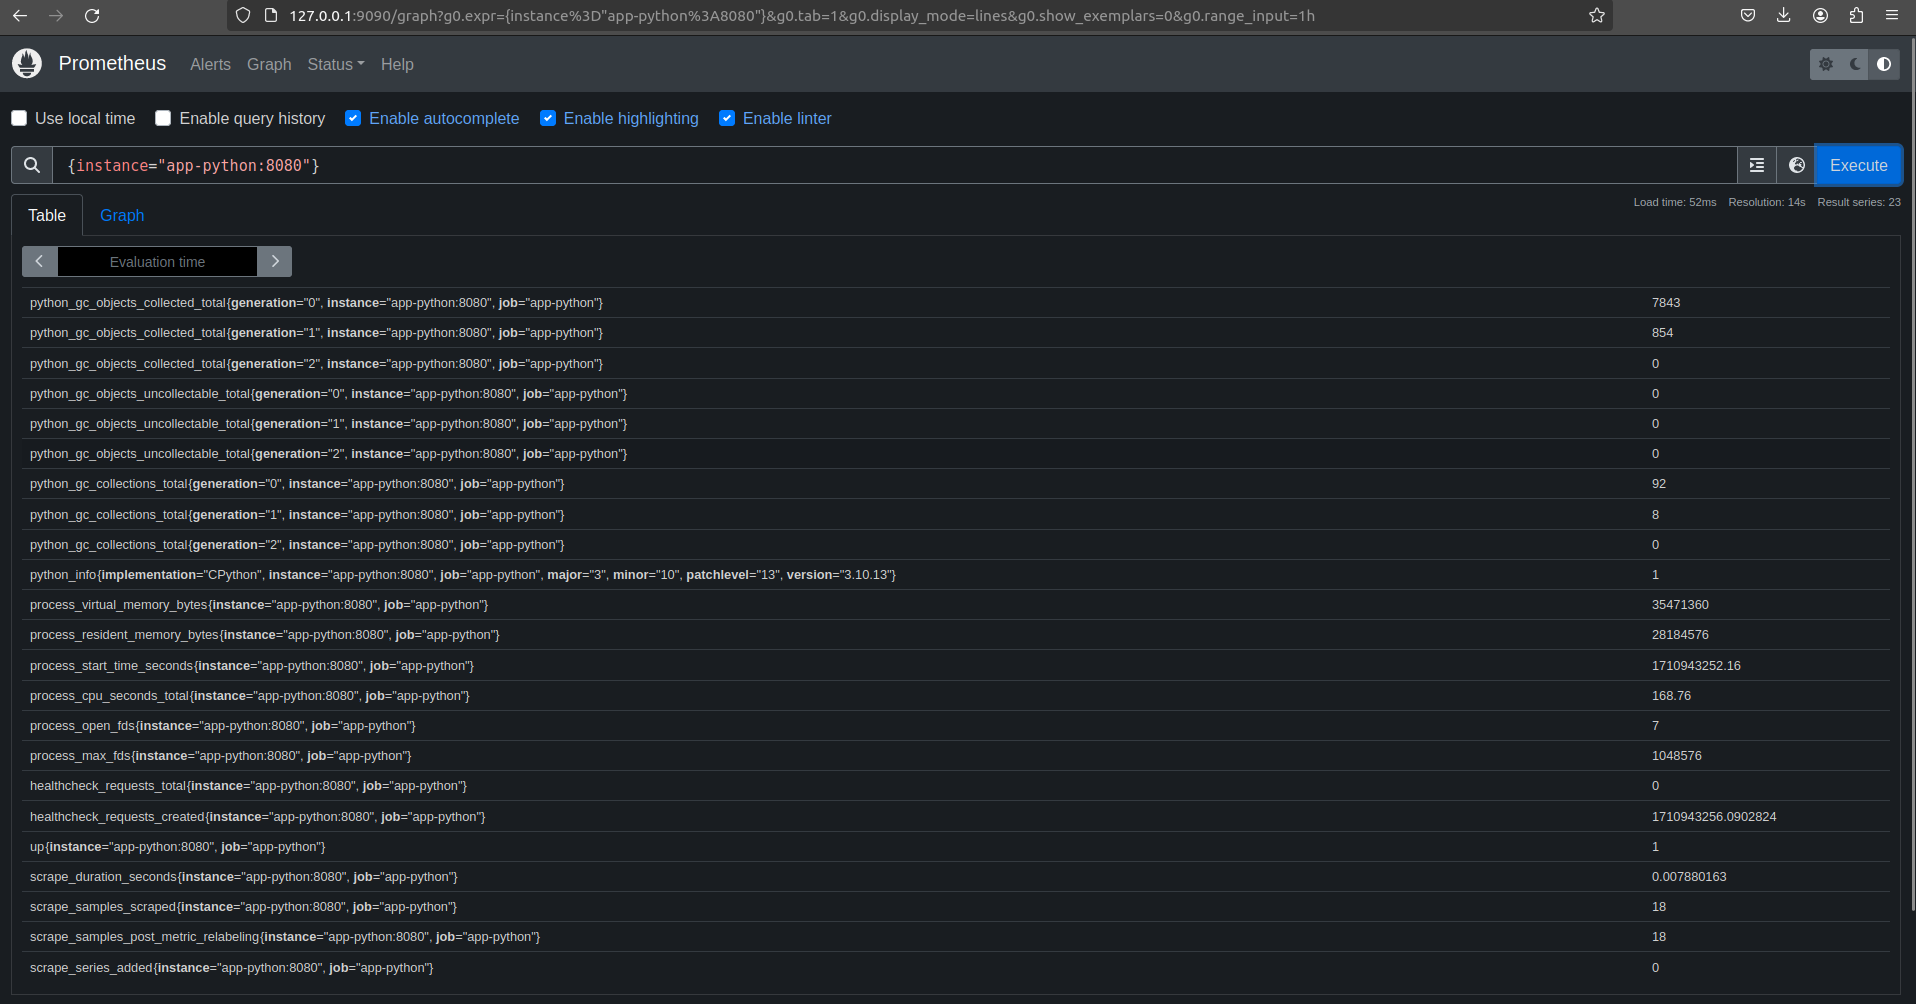 127.0.0.1:9090/graph?g0.expr={instance%3D"app-python%3A8080"}&g0.tab=1&g0.display_mode=lines&g0.show_exemplars=0&g0.range_input=1h
Prometheus Alerts Graph Status Help
Use local time Enable query history Enable autocomplete Enable highlighting Enable linter
{instance="app-python:8080"} Execute
Table Graph Load time: 52ms Resolution: 14s Result series: 23
Evaluation time
python_gc_objects_collected_total{generation="0", instance="app-python:8080", job="app-python"} 7843
python_gc_objects_collected_total{generation="1", instance="app-python:8080", job="app-python"} 854
python_gc_objects_collected_total{generation="2", instance="app-python:8080", job="app-python"} 0
python_gc_objects_uncollectable_total{generation="0", instance="app-python:8080", job="app-python"} 0
python_gc_objects_uncollectable_total{generation="1", instance="app-python:8080", job="app-python"} 0
python_gc_objects_uncollectable_total{generation="2", instance="app-python:8080", job="app-python"} 0
python_gc_collections_total{generation="0", instance="app-python:8080", job="app-python"} 92
python_gc_collections_total{generation="1", instance="app-python:8080", job="app-python"} 8
python_gc_collections_total{generation="2", instance="app-python:8080", job="app-python"} 0
python_info{implementation="CPython", instance="app-python:8080", job="app-python", major="3", minor="10", patchlevel="13", version="3.10.13"} 1
process_virtual_memory_bytes{instance="app-python:8080", job="app-python"} 35471360
process_resident_memory_bytes{instance="app-python:8080", job="app-python"} 28184576
process_start_time_seconds{instance="app-python:8080", job="app-python"} 1710943252.16
process_cpu_seconds_total{instance="app-python:8080", job="app-python"} 168.76
process_open_fds{instance="app-python:8080", job="app-python"} 7
process_max_fds{instance="app-python:8080", job="app-python"} 1048576
healthcheck_requests_total{instance="app-python:8080", job="app-python"} 0
healthcheck_requests_created{instance="app-python:8080", job="app-python"} 1710943256.0902824
up{instance="app-python:8080", job="app-python"} 1
scrape_duration_seconds{instance="app-python:8080", job="app-python"} 0.007880163
scrape_samples_scraped{instance="app-python:8080", job="app-python"} 18
scrape_samples_post_metric_relabeling{instance="app-python:8080", job="app-python"} 18
scrape_series_added{instance="app-python:8080", job="app-python"} 0